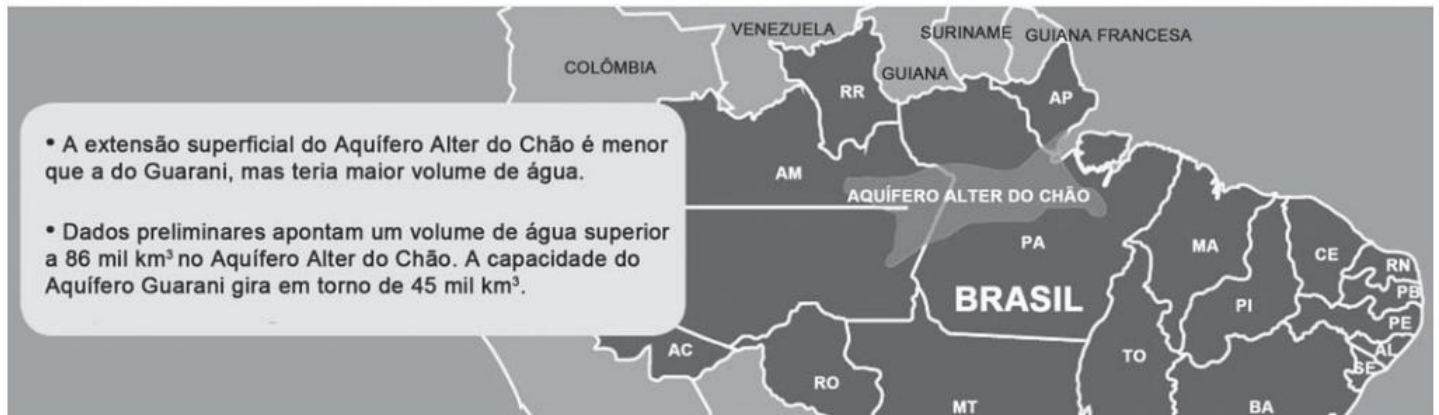 VENEZUELA
SURINAME
GUIANA FRANCESA
COLÔMBIA
GUIANA
RR
AP
• A extensão superficial do Aquífero Alter do Chão é menor
que a do Guarani, mas teria maior volume de água.
• Dados preliminares apontam um volume de água superior
a 86 mil km³ no Aquífero Alter do Chão. A capacidade do
Aquífero Guarani gira em torno de 45 mil km³.
AM
AQUÍFERO ALTER DO CHÃO
PA
MA
CE
RN
PB
BRASIL
PI
PE
AC
TO
AL
SE
RO
MT
BA